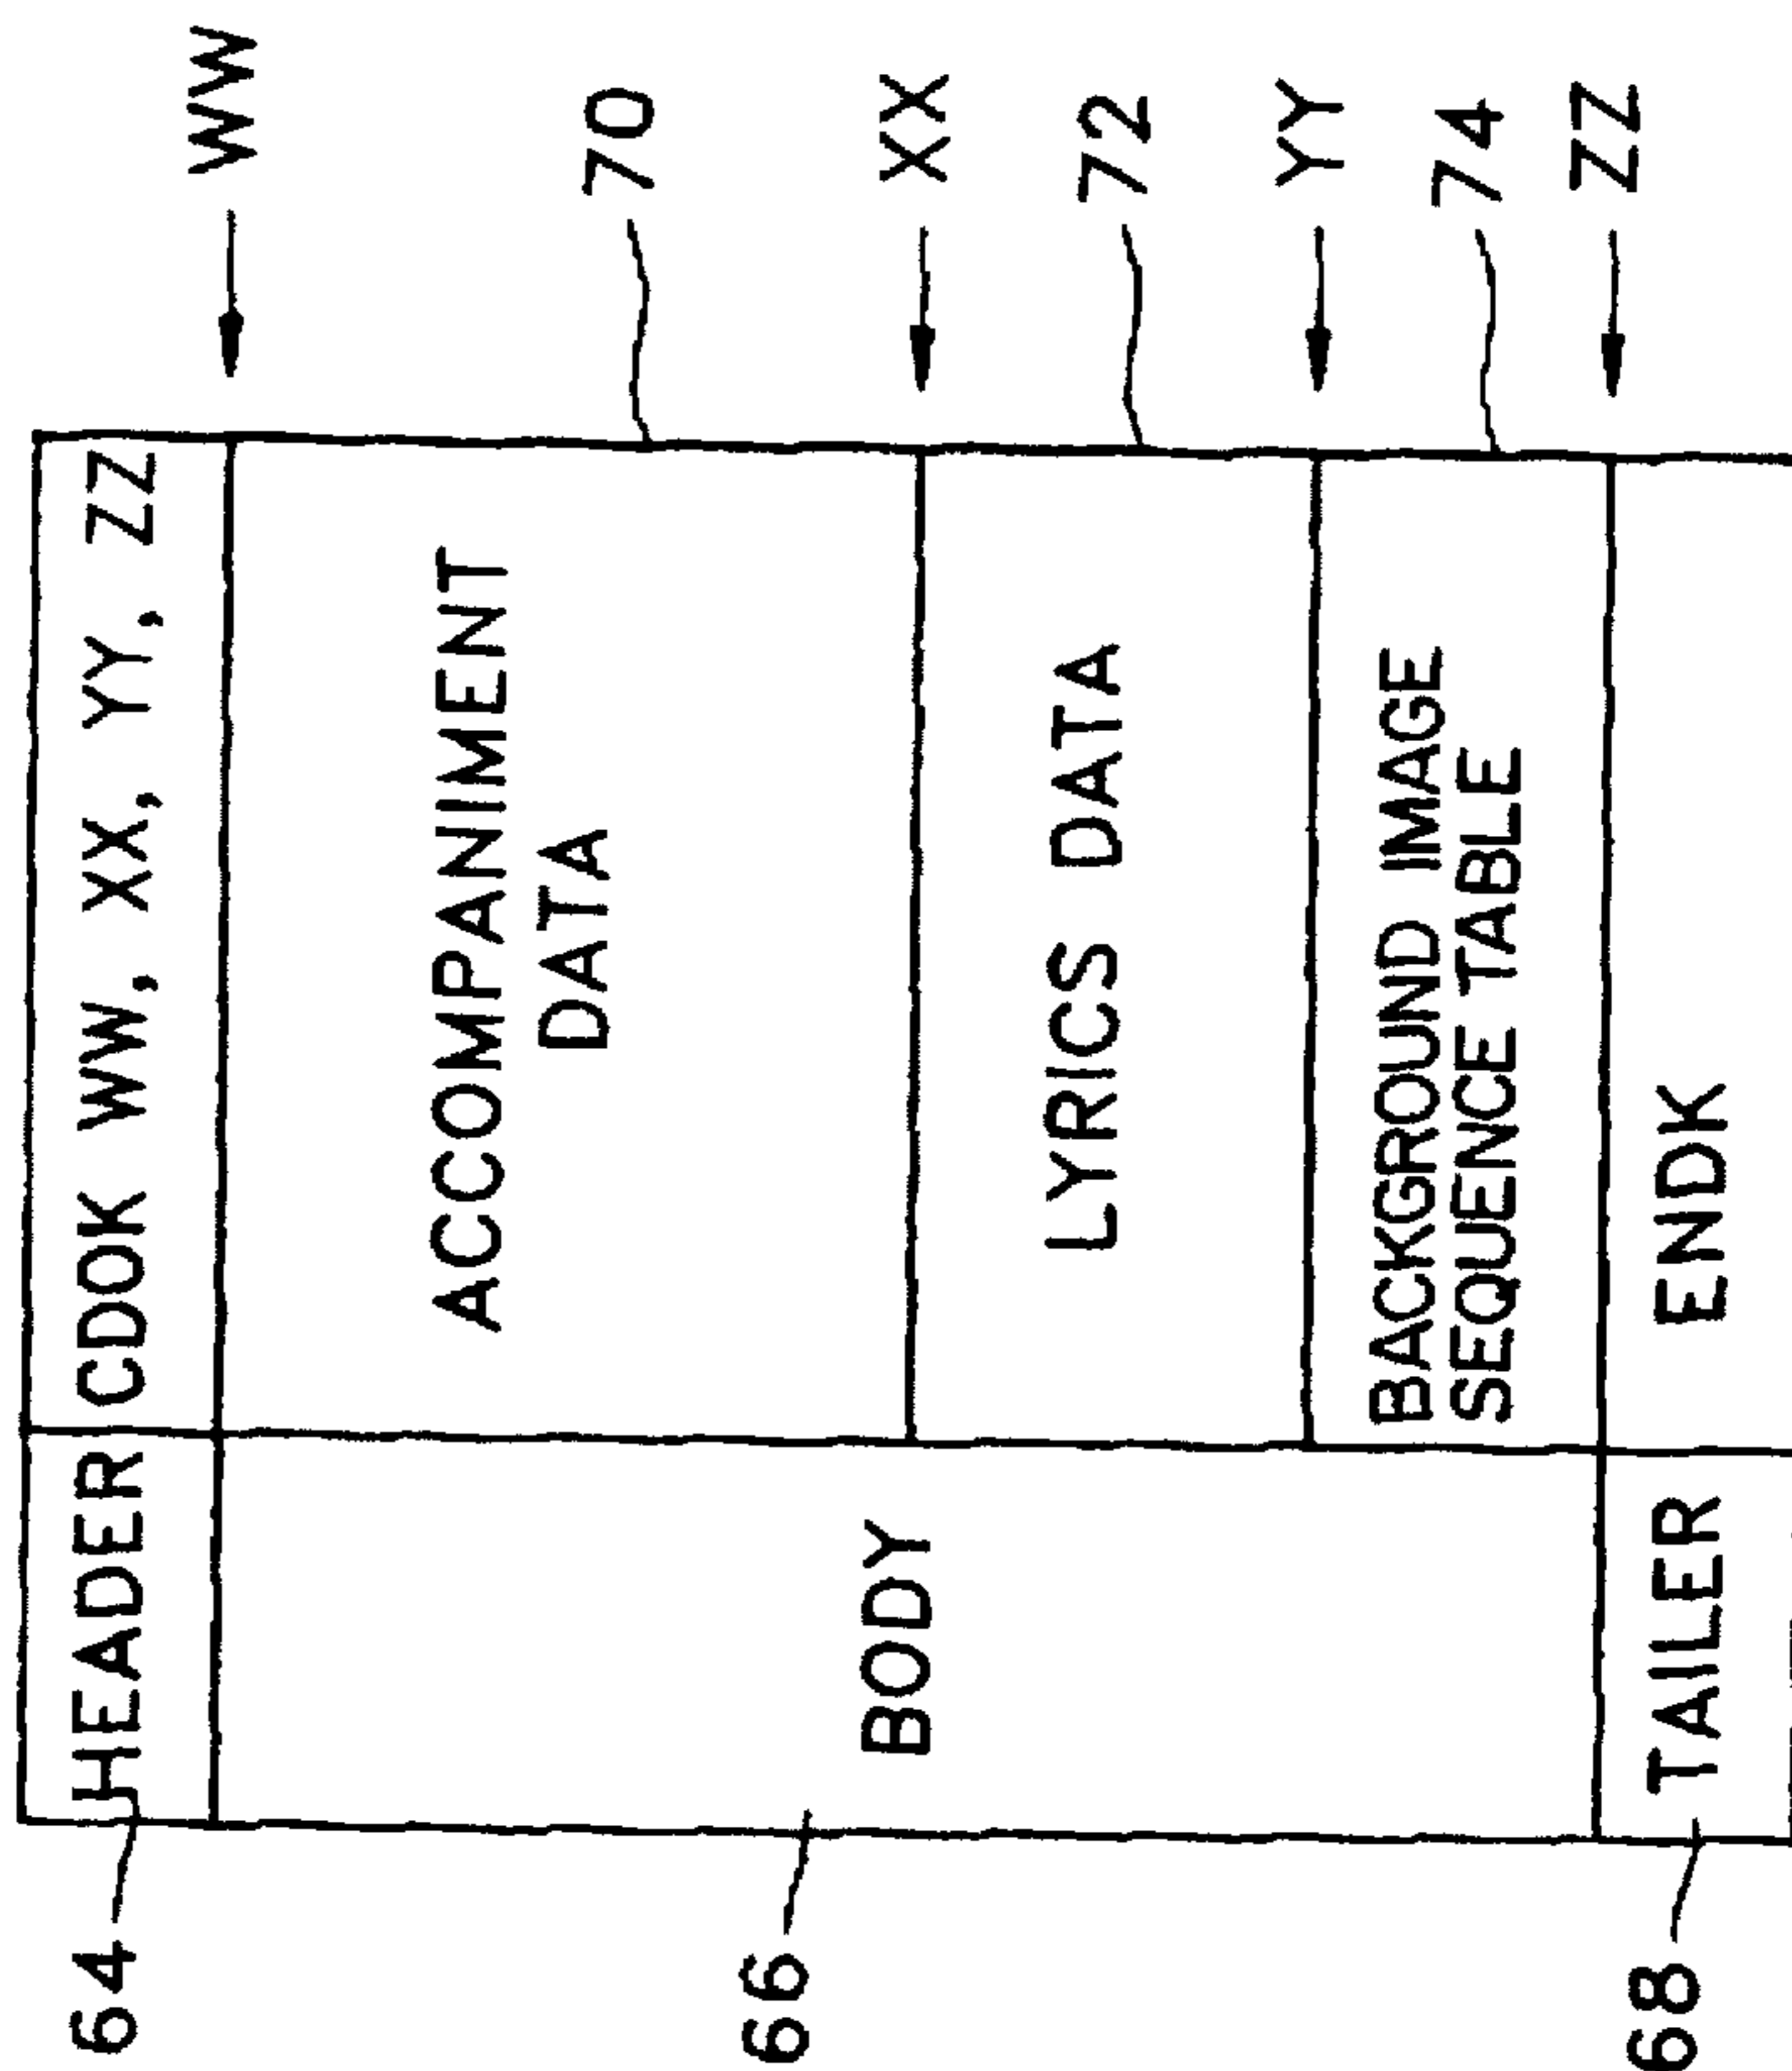 64 HEADER CDOK WW, XX, YY, ZZ
WW
66 BODY
ACCOMPANIMENT
DATA
70
XX
LYRICS DATA
72
YY
BACKGROUND IMAGE
SEQUENCE TABLE
74
ZZ
68 TAILER ENDK